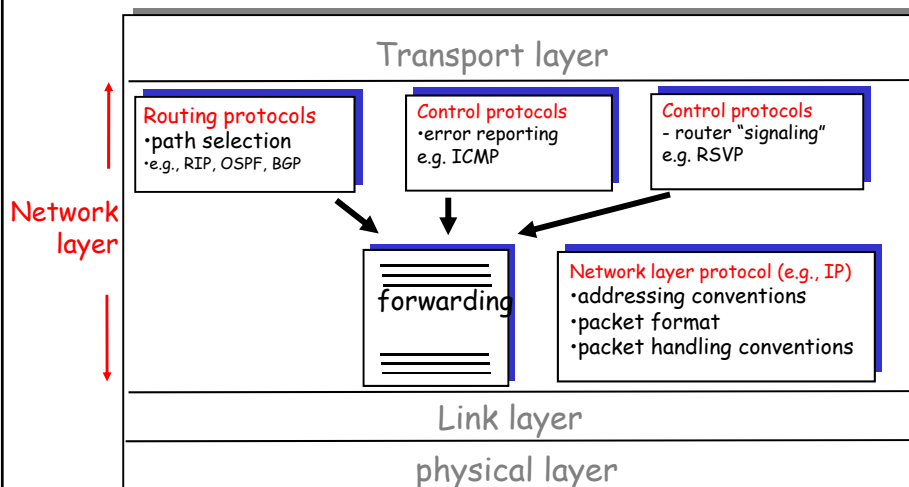 Transport layer
Routing protocols
•path selection
•e.g., RIP, OSPF, BGP
Control protocols
•error reporting
e.g. ICMP
Control protocols
- router “signaling”
e.g. RSVP
Network
layer
forwarding
Network layer protocol (e.g., IP)
•addressing conventions
•packet format
•packet handling conventions
Link layer
physical layer